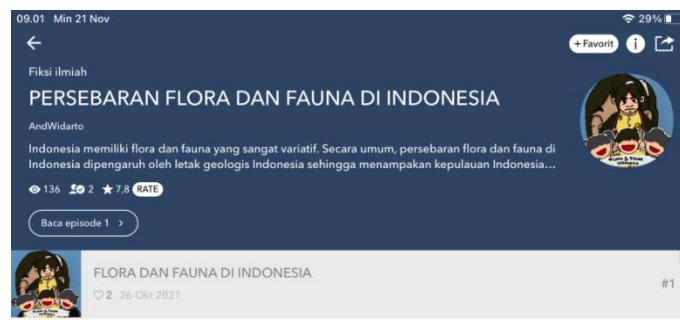 09.01 Min 21 Nov
29%
+ Favorit
Fiksi ilmiah
PERSEBARAN FLORA DAN FAUNA DI INDONESIA
AndWidarto
Indonesia memiliki flora dan fauna yang sangat variatif. Secara umum, persebaran flora dan fauna di
Indonesia dipengaruh oleh letak geologis Indonesia sehingga menampakan kepulauan Indonesia...
136 2 7,8 RATE
Baca episode 1 >
FLORA DAN FAUNA DI INDONESIA
#1
2 26 Okt 2021